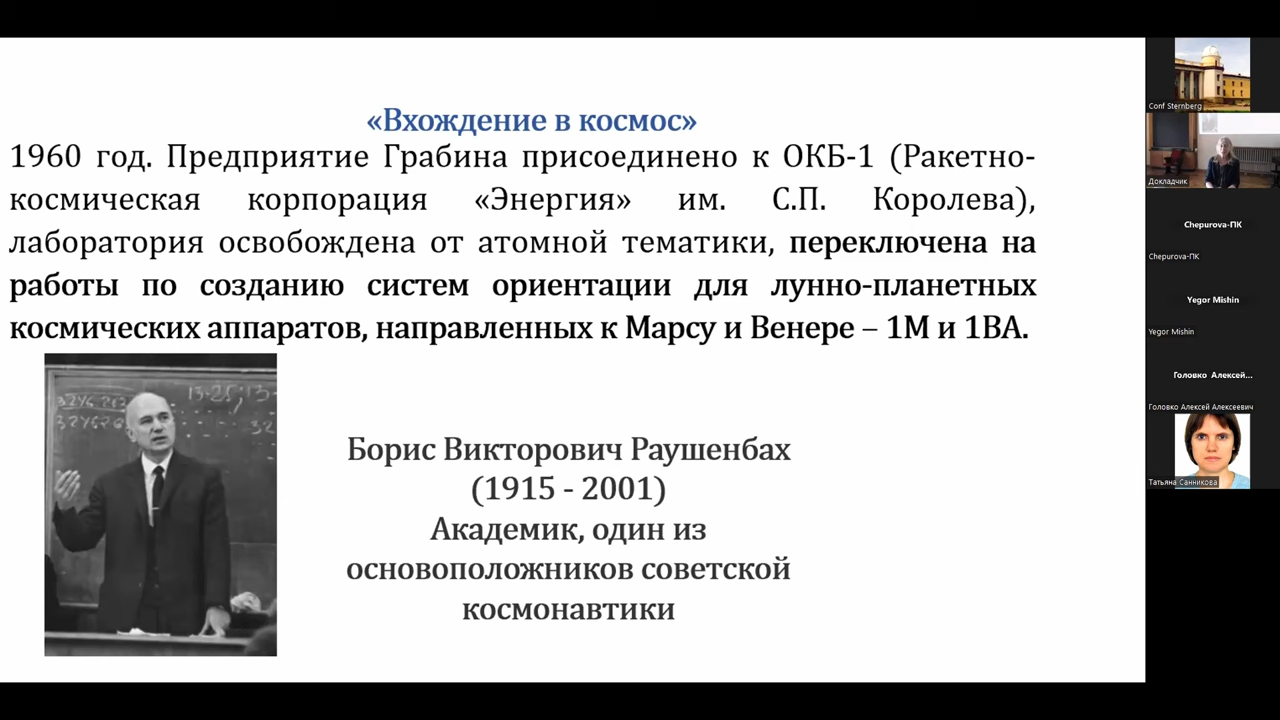 «Вхождение в космос»
1960 год. Предприятие Грабина присоединено к ОКБ-1 (Ракетно-
космическая корпорация «Энергия» им. С.П. Королева),
лаборатория освобождена от атомной тематики, переключена на
работы по созданию систем ориентации для лунно-планетных
космических аппаратов, направленных к Марсу и Венере – 1М и 1ВА.
Борис Викторович Раушенбах
(1915 - 2001)
Академик, один из
основоположников советской
космонавтики
Conf Sternberg
Докладчик
Chepurova-ПК
Chepurova-ПК
Yegor Mishin
Yegor Mishin
Головко Алексей...
Головко Алексей Алексеевич
Татьяна Санникова